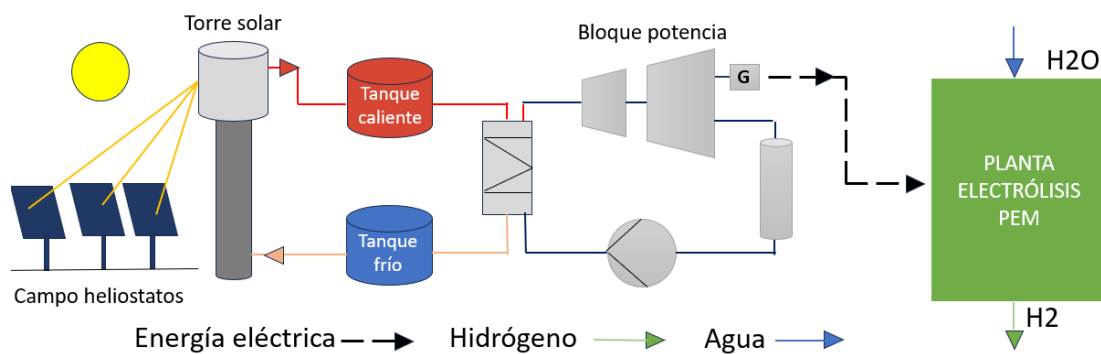 Torre solar
Bloque potencia
H2O
G
Tanque
caliente
PLANTA
ELECTRÓLISIS
PEM
Tanque
frío
Campo heliostatos
H2
Energía eléctrica
Hidrógeno
Agua